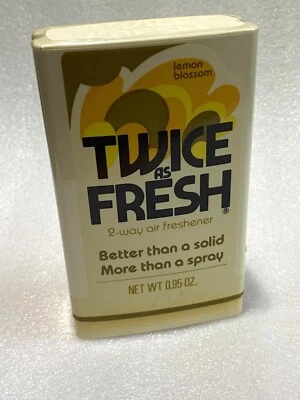 lemon
blossom
TWICE
AS
FRESH®
2-way air freshener
Better than a solid
More than a spray
NET WT 0.95 OZ.